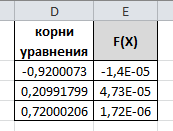 D E
корни
уравнения F(X)
-0,9200073 -1,4E-05
0,20991799 4,73E-05
0,72000206 1,72E-06